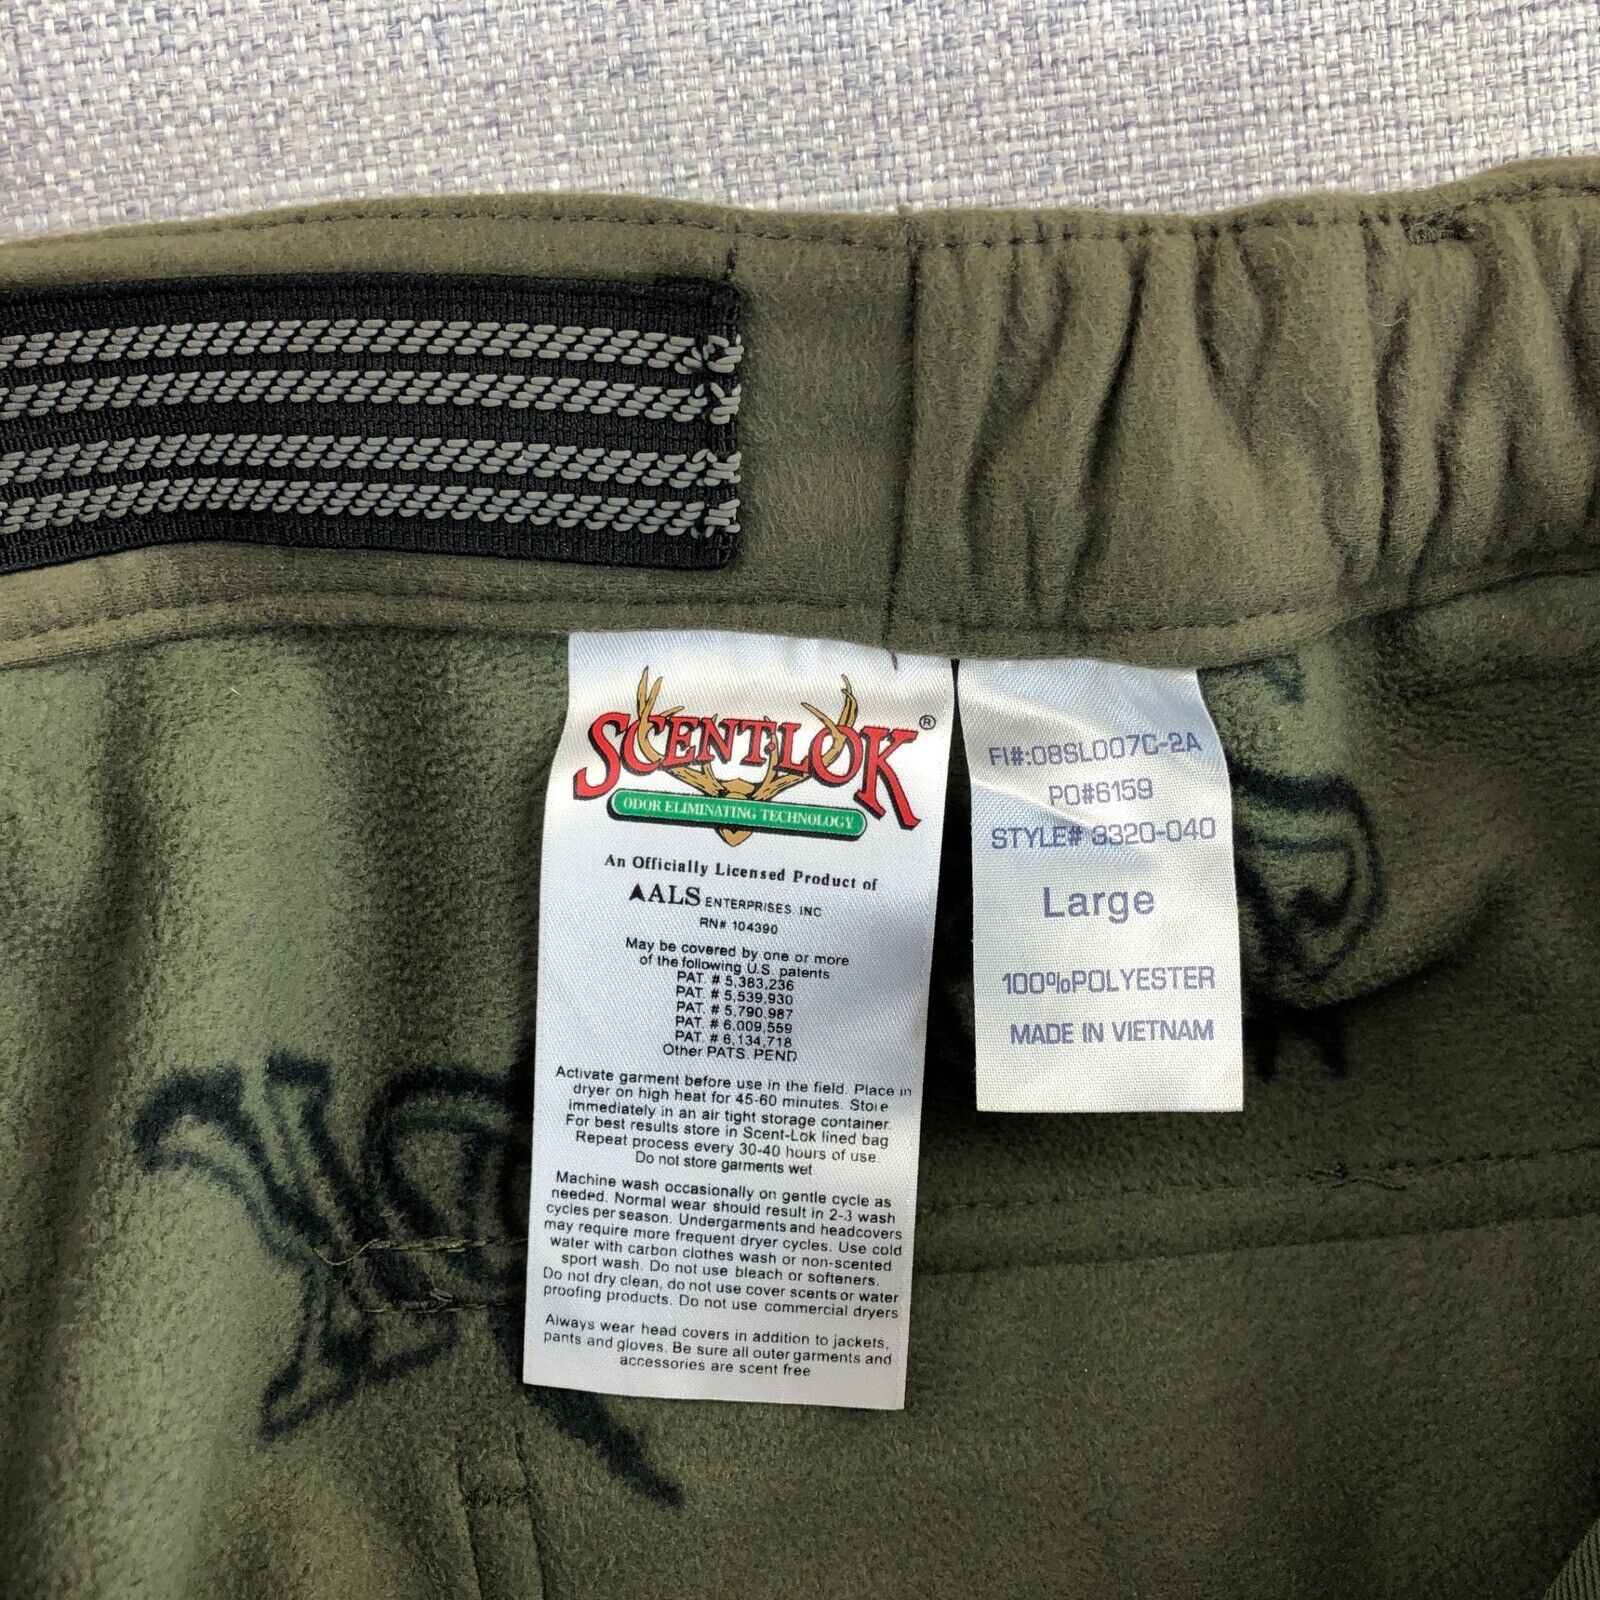 SCENT-LOK®
ODOR ELIMINATING TECHNOLOGY
An Officially Licensed Product of
ALS ENTERPRISES, INC
RN# 104390
May be covered by one or more
of the following U.S. patents
PAT. # 5,383,236
PAT. # 5,539,930
PAT. # 5,790,987
PAT. # 6,009,559
PAT. # 6,134,718
Other PATS. PEND
Activate garment before use in the field. Place in
dryer on high heat for 45-60 minutes. Store
immediately in an air tight storage container.
For best results store in Scent-Lok lined bag
Repeat process every 30-40 hours of use.
Do not store garments wet
Machine wash occasionally on gentle cycle as
needed. Normal wear should result in 2-3 wash
cycles per season. Undergarments and headcovers
may require more frequent dryer cycles. Use cold
water with carbon clothes wash or non-scented
sport wash. Do not use bleach or softeners.
Do not dry clean, do not use cover scents or water
proofing products. Do not use commercial dryers
Always wear head covers in addition to jackets,
pants and gloves. Be sure all outer garments and
accessories are scent free
FI#:08SL007C-2A
PO#6159
STYLE# 8320-040
Large
100%POLYESTER
MADE IN VIETNAM